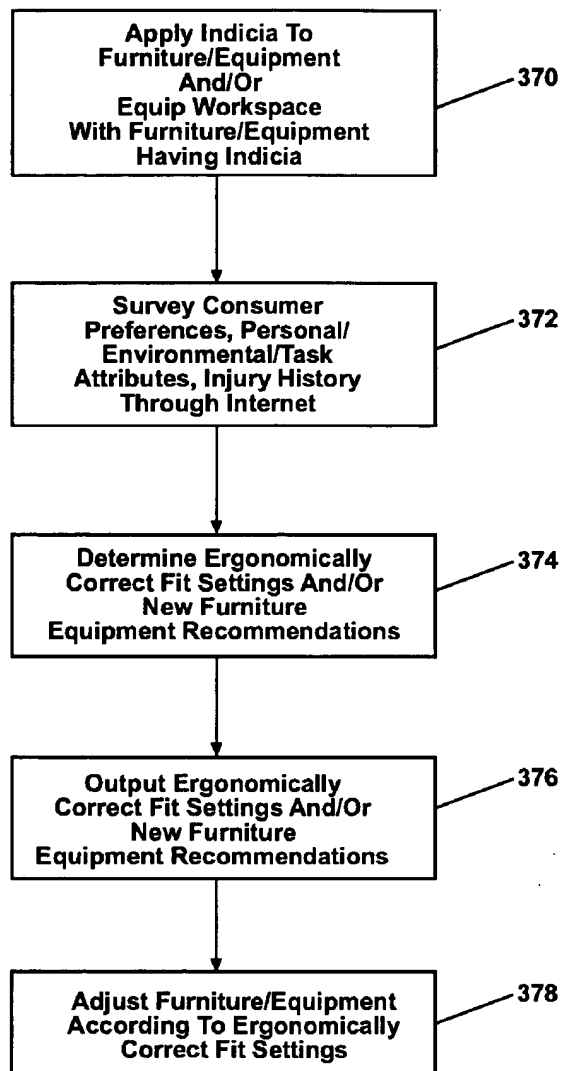 Apply Indicia To
Furniture/Equipment
And/Or
Equip Workspace
With Furniture/Equipment
Having Indicia
370
Survey Consumer
Preferences, Personal/
Environmental/Task
Attributes, Injury History
Through Internet
372
Determine Ergonomically
Correct Fit Settings And/Or
New Furniture
Equipment Recommendations
374
Output Ergonomically
Correct Fit Settings And/Or
New Furniture
Equipment Recommendations
376
Adjust Furniture/Equipment
According To Ergonomically
Correct Fit Settings
378